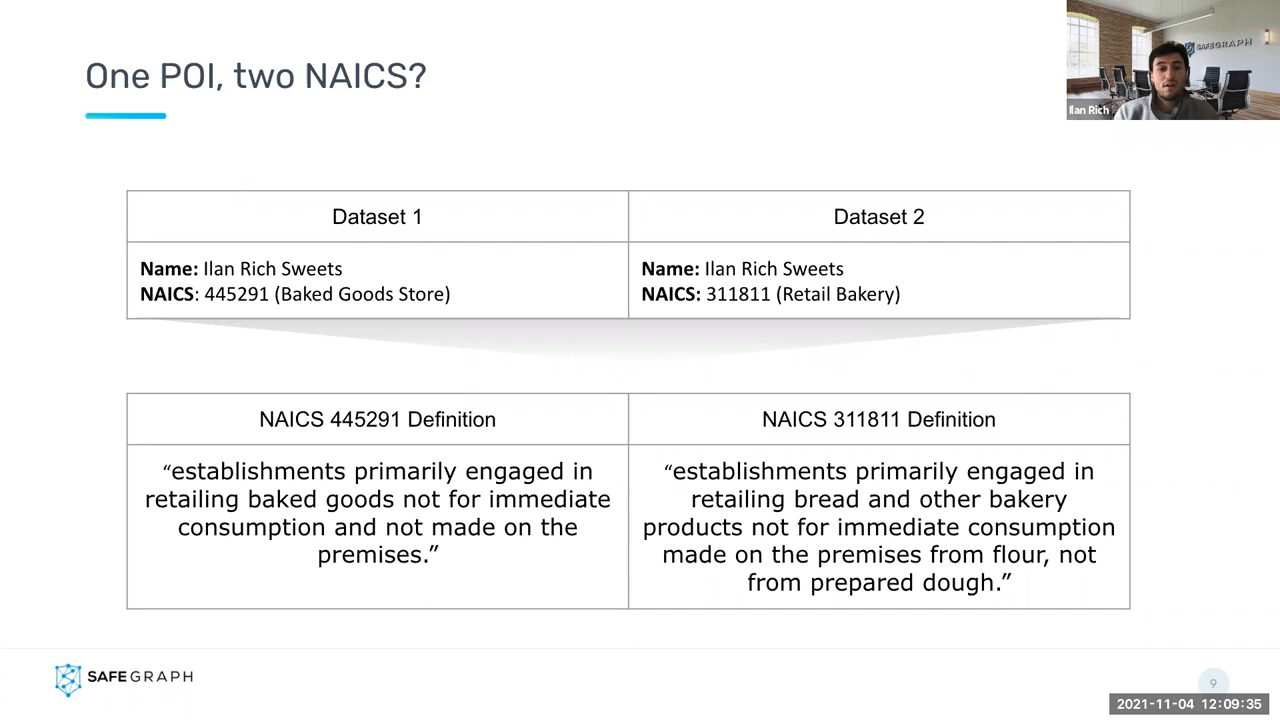 One POI, two NAICS?
SAFEGRAPH
Ilan Rich
Dataset 1
Dataset 2
Name: Ilan Rich Sweets
NAICS: 445291 (Baked Goods Store)
Name: Ilan Rich Sweets
NAICS: 311811 (Retail Bakery)
NAICS 445291 Definition
NAICS 311811 Definition
“establishments primarily engaged in
retailing baked goods not for immediate
consumption and not made on the
premises.”
“establishments primarily engaged in
retailing bread and other bakery
products not for immediate consumption
made on the premises from flour, not
from prepared dough.”
SAFEGRAPH
9
2021-11-04 12:09:35